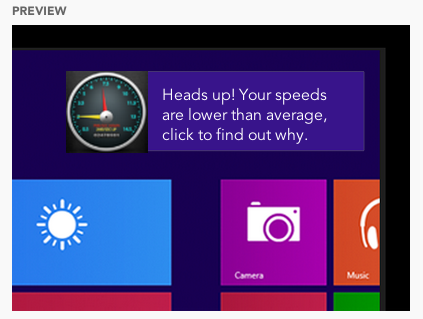 PREVIEW
Heads up! Your speeds
are lower than average,
click to find out why.
Camera
Music